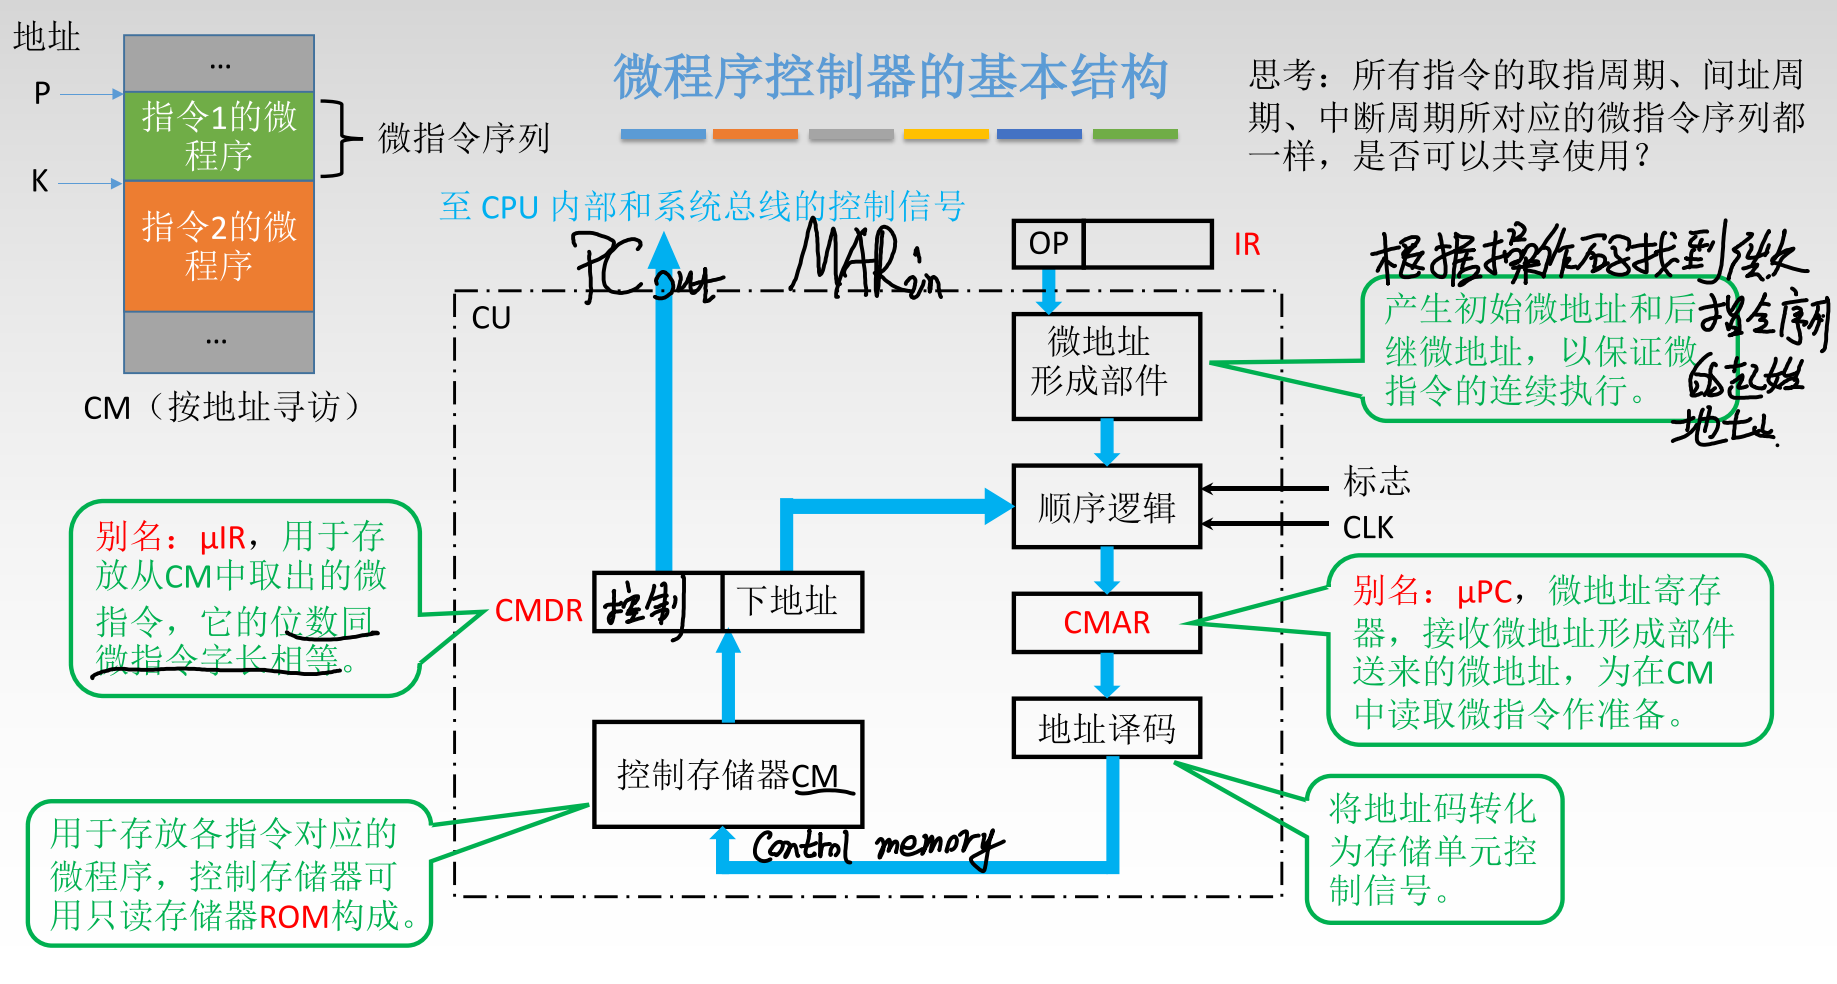 地址
P
K
...
指令1的微
程序
指令2的微
程序
...
微指令序列
CM（按地址寻访）
微程序控制器的基本结构
思考：所有指令的取指周期、间址周
期、中断周期所对应的微指令序列都
一样，是否可以共享使用？
至 CPU 内部和系统总线的控制信号
PCout
MARin
OP
IR
CU
微地址
形成部件
根据操作码找到微
指令序列
的起始
地址.
产生初始微地址和后
继微地址，以保证微
指令的连续执行。
顺序逻辑
标志
CLK
别名：μIR，用于存
放从CM中取出的微
指令，它的位数同
微指令字长相等。
CMDR
控制
下地址
CMAR
别名：μPC，微地址寄存
器，接收微地址形成部件
送来的微地址，为在CM
中读取微指令作准备。
地址译码
控制存储器CM
Control memory
用于存放各指令对应的
微程序，控制存储器可
用只读存储器ROM构成。
将地址码转化
为存储单元控
制信号。